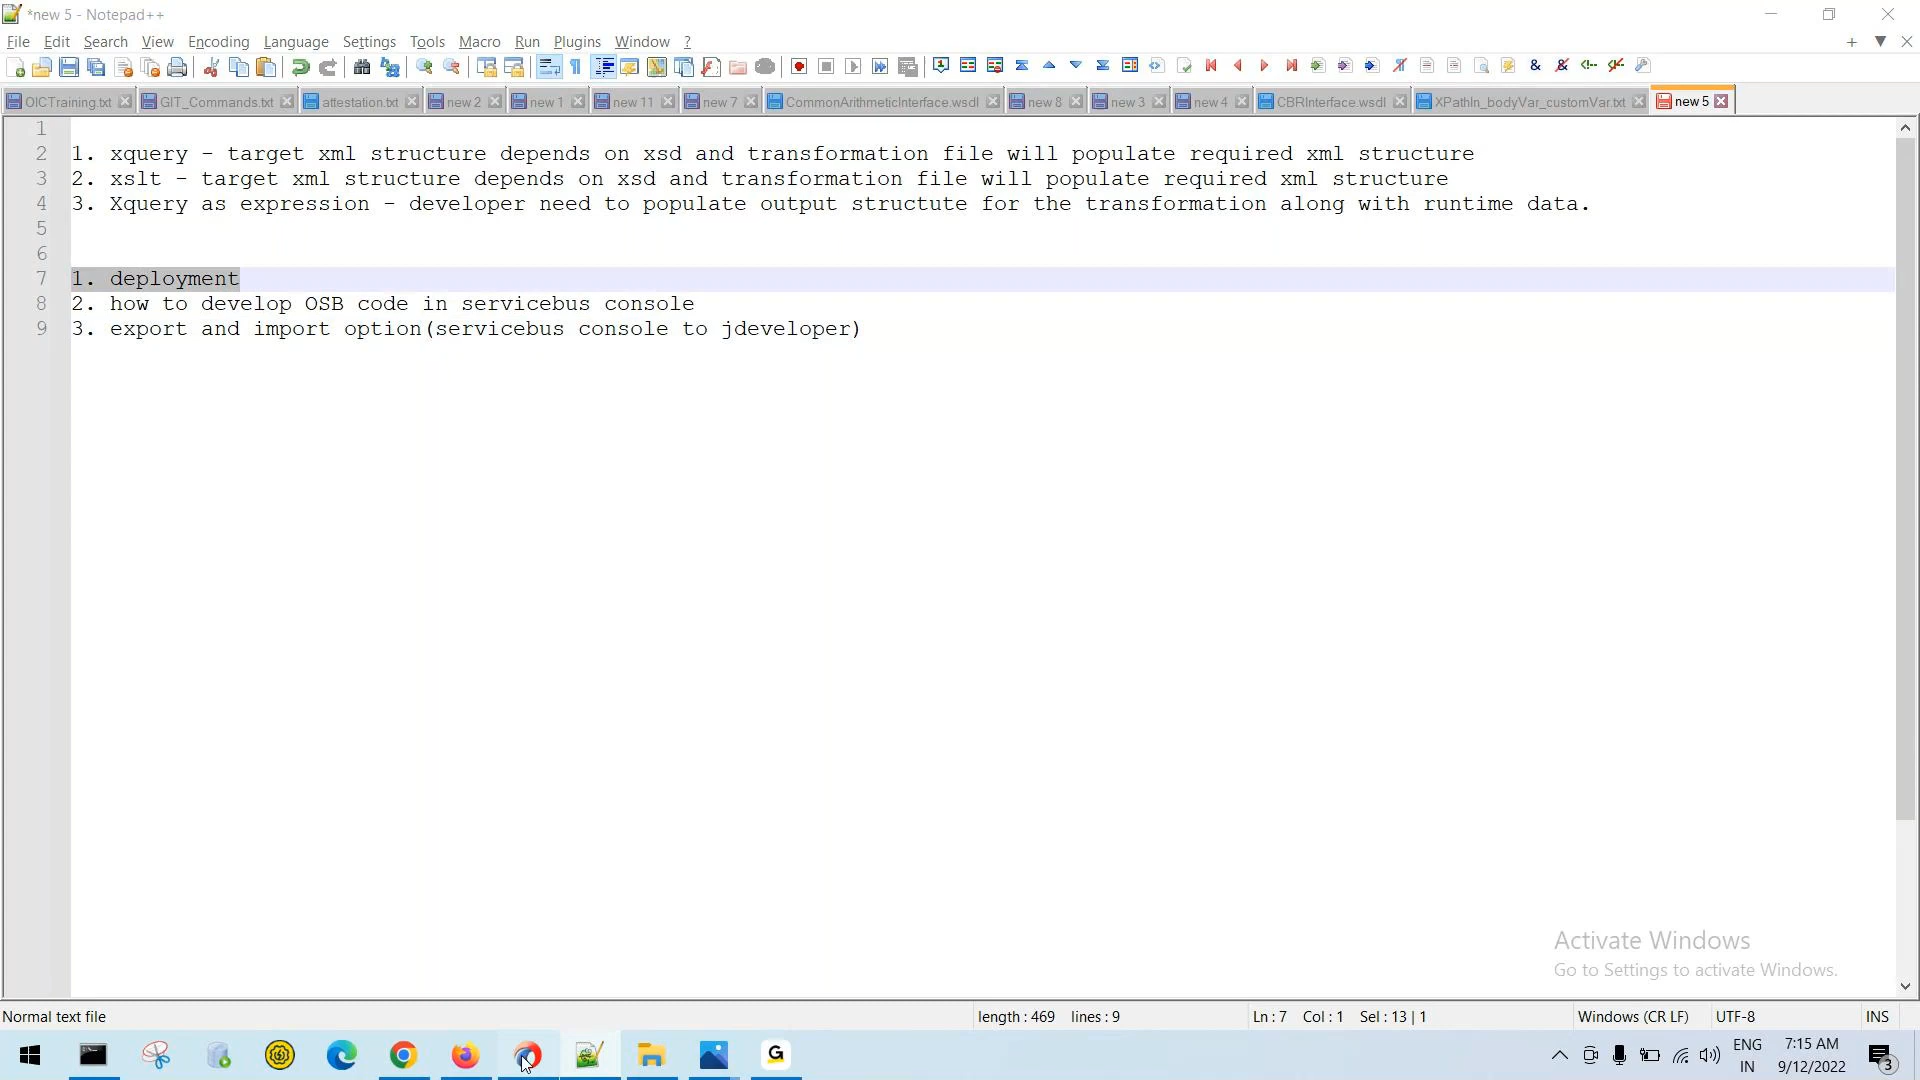 *new 5 - Notepad++
File Edit Search View Encoding Language Settings Tools Macro Run Plugins Window ?
OICTraining.txt GIT_Commands.txt attestation.txt new 2 new 1 new 11 new 7 CommonArithmeticInterface.wsdl new 8 new 3 new 4 CBRInterface.wsdl XPathIn_bodyVar_customVar.txt new 5
1
2 1. xquery - target xml structure depends on xsd and transformation file will populate required xml structure
3 2. xslt - target xml structure depends on xsd and transformation file will populate required xml structure
4 3. Xquery as expression - developer need to populate output structute for the transformation along with runtime data.
5
6
7 1. deployment
8 2. how to develop OSB code in servicebus console
9 3. export and import option(servicebus console to jdeveloper)
Activate Windows
Go to Settings to activate Windows.
Normal text file length : 469 lines : 9 Ln : 7 Col : 1 Sel : 13 | 1 Windows (CR LF) UTF-8 INS
ENG 7:15 AM
IN 9/12/2022 3